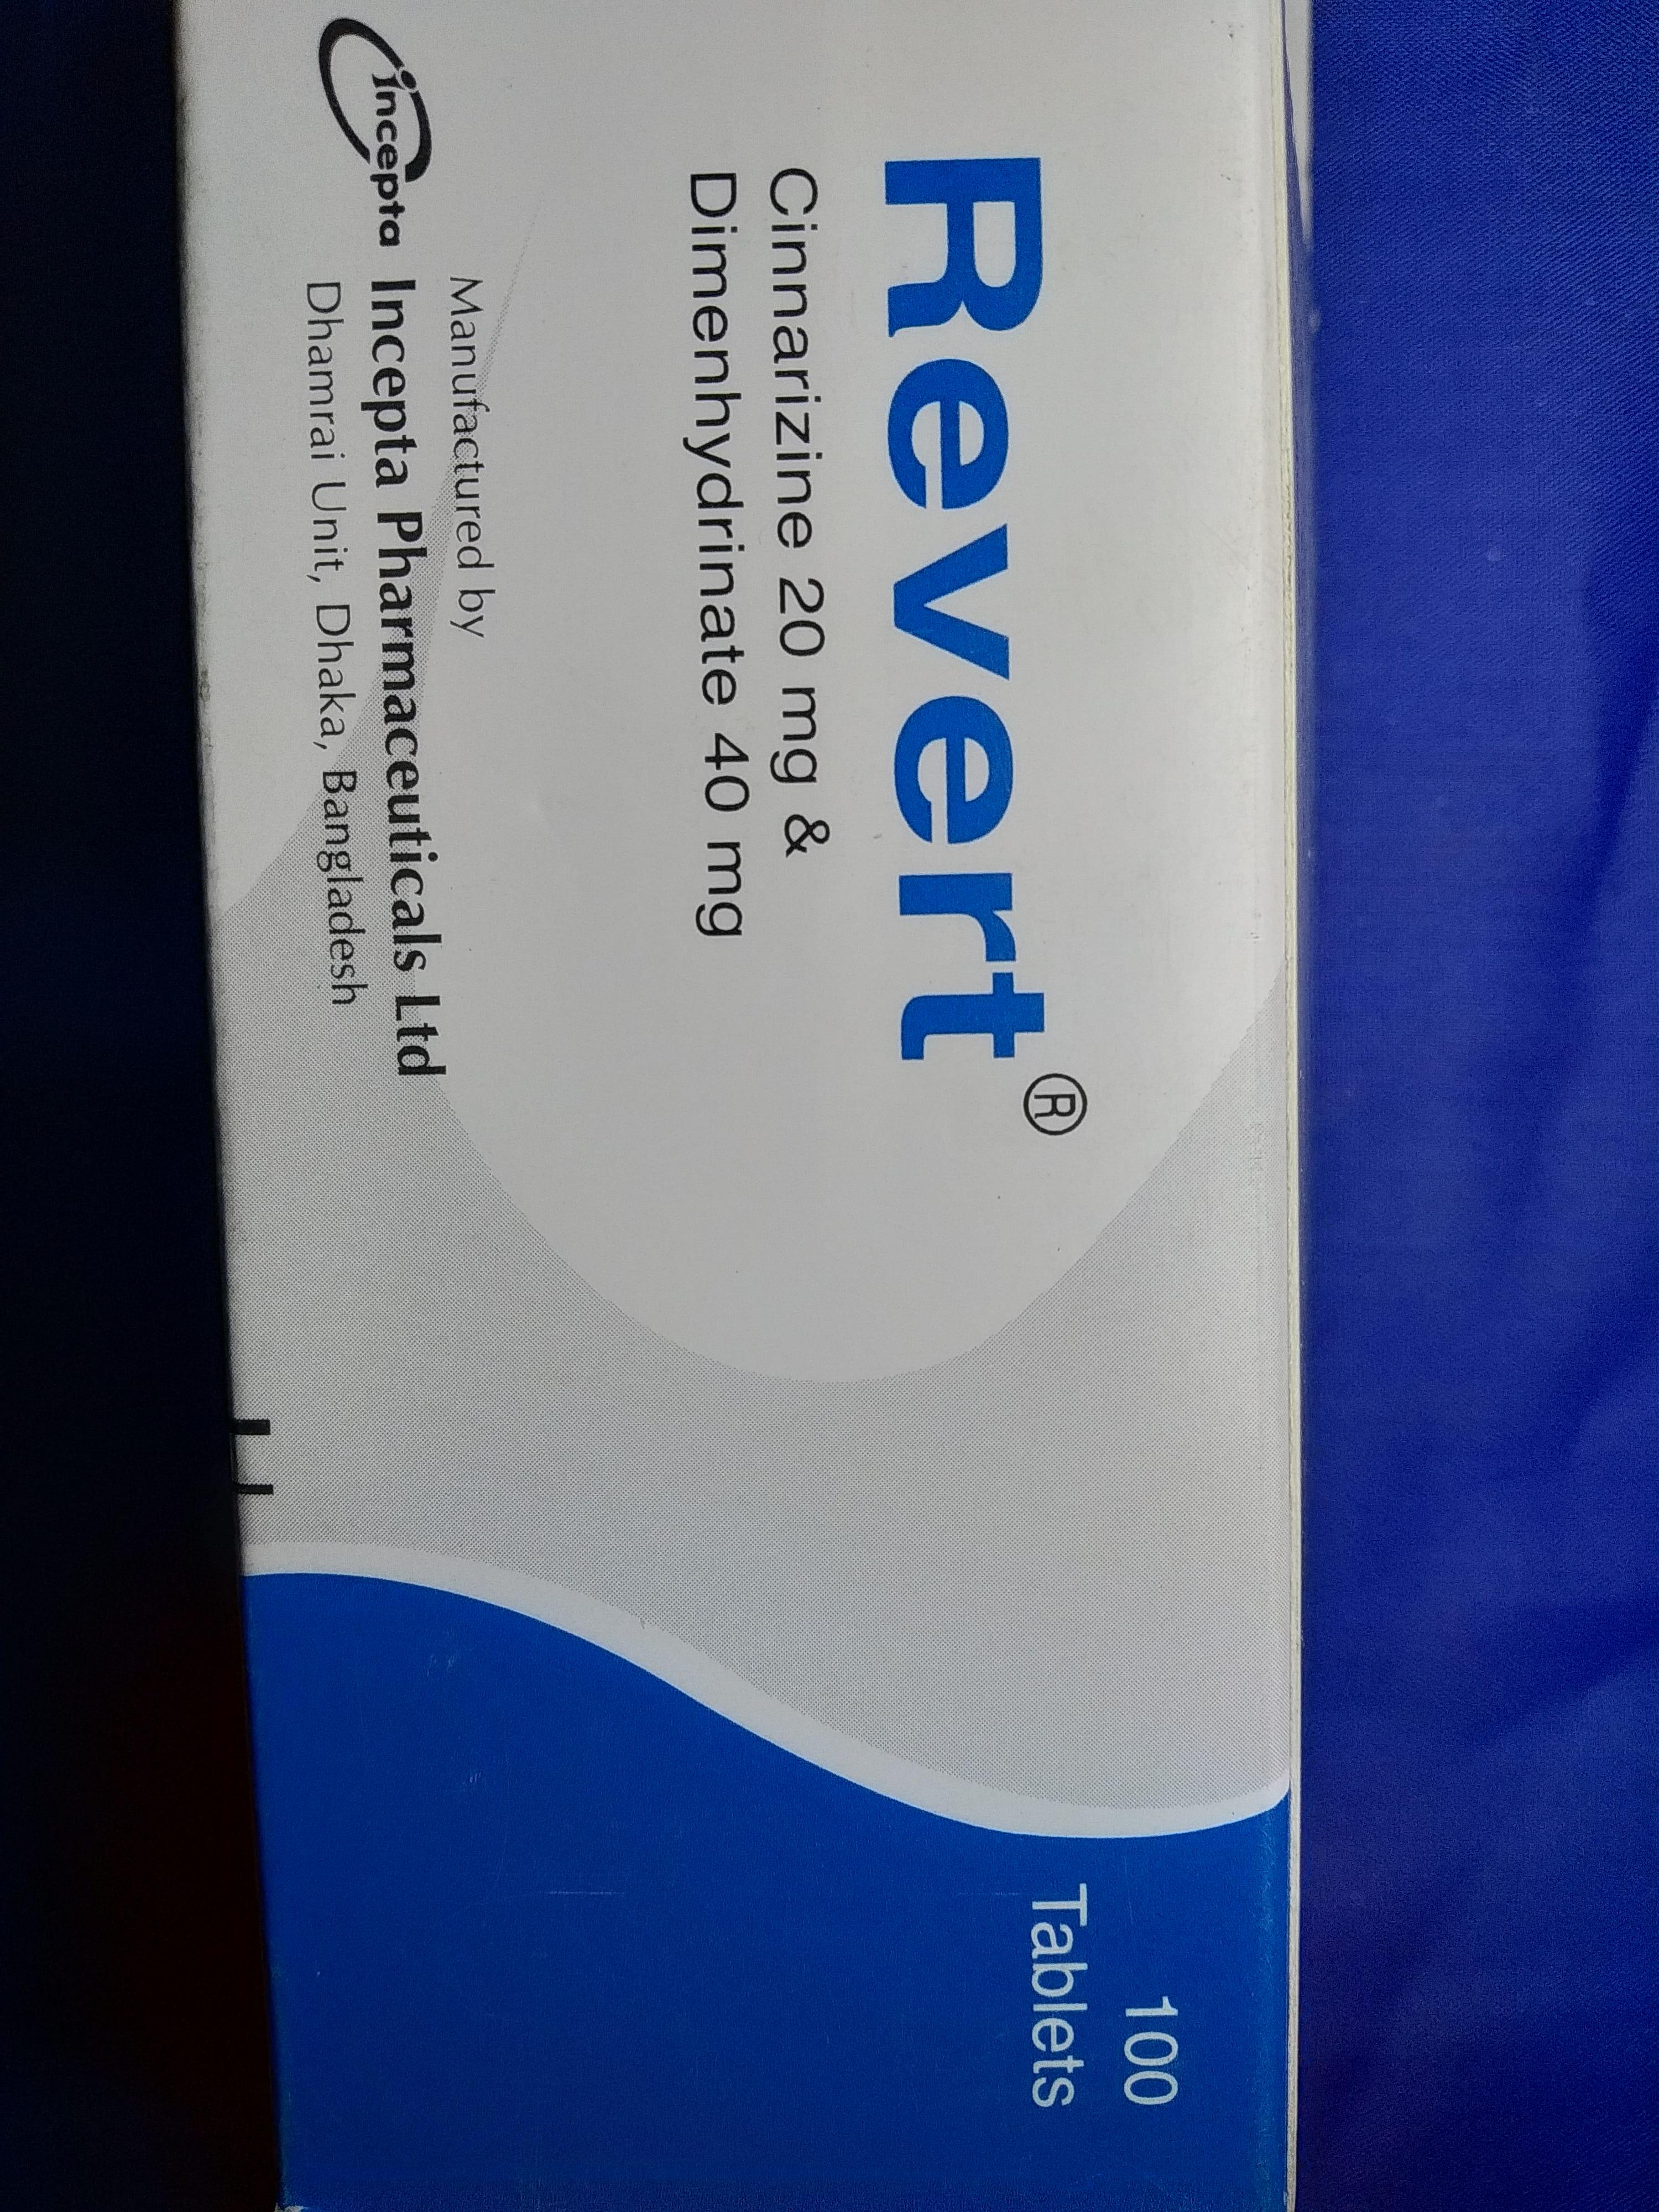 100
Tablets
Revert®
Cinnarizine 20 mg &
Dimenhydrinate 40 mg
Manufactured by
incepta
Incepta Pharmaceuticals Ltd
Dhamrai Unit, Dhaka, Bangladesh